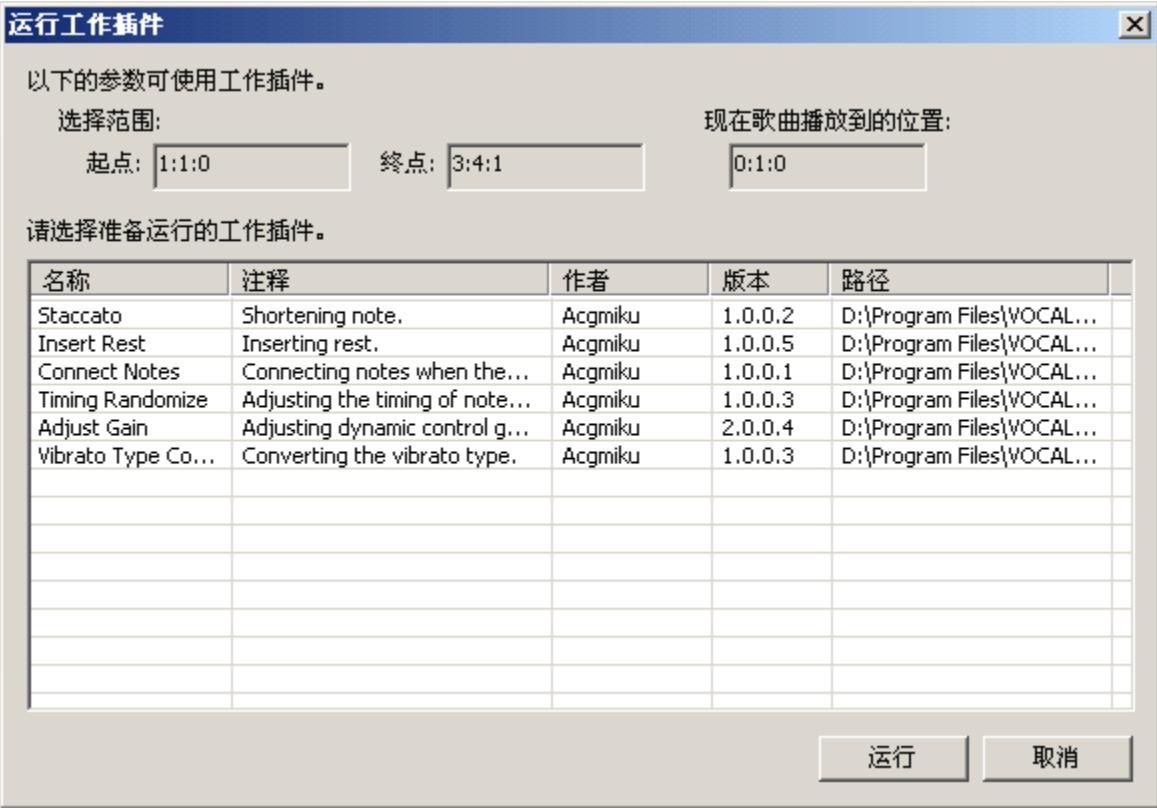 运行工作插件
以下的参数可使用工作插件。
选择范围: 现在歌曲播放到的位置:
起点: 1:1:0 终点: 3:4:1 0:1:0
请选择准备运行的工作插件。
名称 注释 作者 版本 路径
Staccato Shortening note. Acgmiku 1.0.0.2 D:\Program Files\VOCAL...
Insert Rest Inserting rest. Acgmiku 1.0.0.5 D:\Program Files\VOCAL...
Connect Notes Connecting notes when the... Acgmiku 1.0.0.1 D:\Program Files\VOCAL...
Timing Randomize Adjusting the timing of note... Acgmiku 1.0.0.3 D:\Program Files\VOCAL...
Adjust Gain Adjusting dynamic control g... Acgmiku 2.0.0.4 D:\Program Files\VOCAL...
Vibrato Type Co... Converting the vibrato type. Acgmiku 1.0.0.3 D:\Program Files\VOCAL...
运行 取消